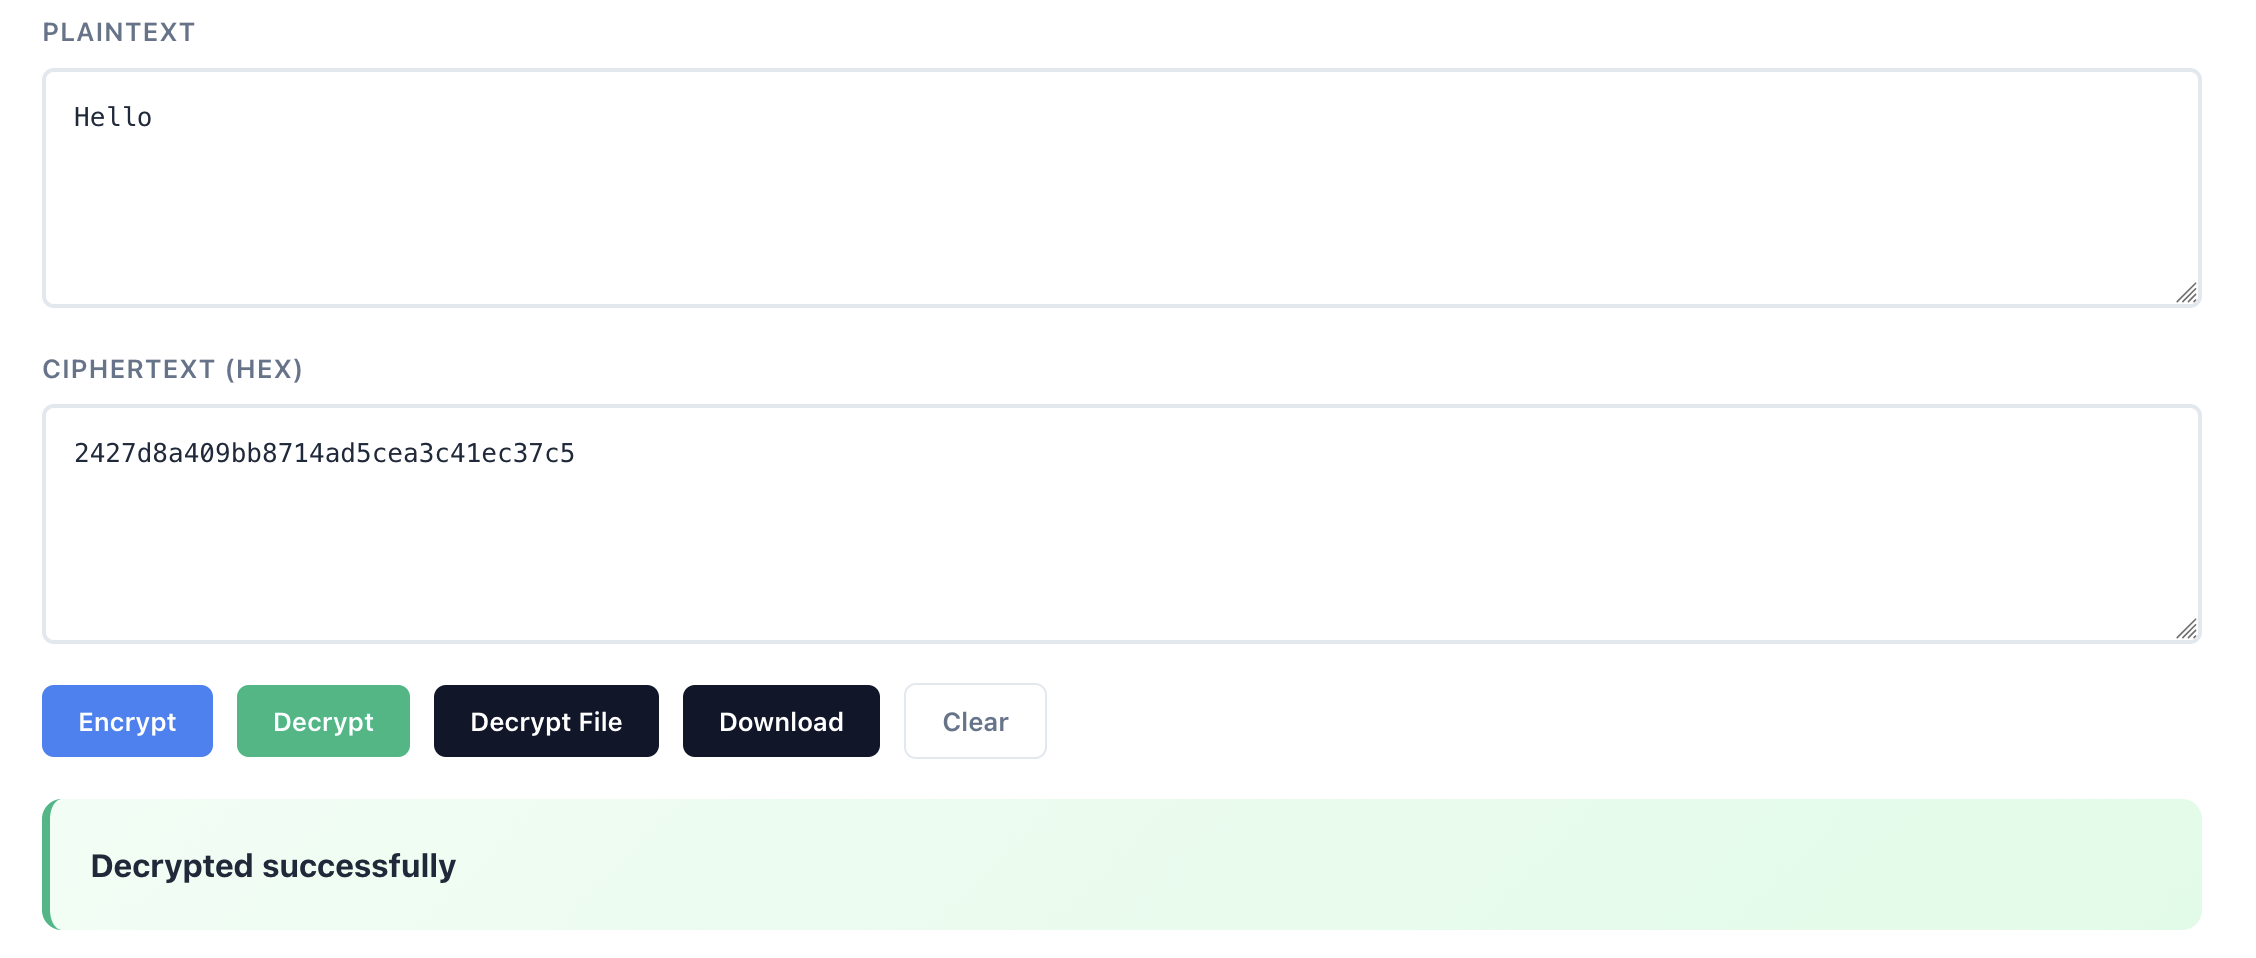 PLAINTEXT
Hello
CIPHERTEXT (HEX)
2427d8a409bb8714ad5cea3c41ec37c5
Encrypt Decrypt Decrypt File Download Clear
Decrypted successfully